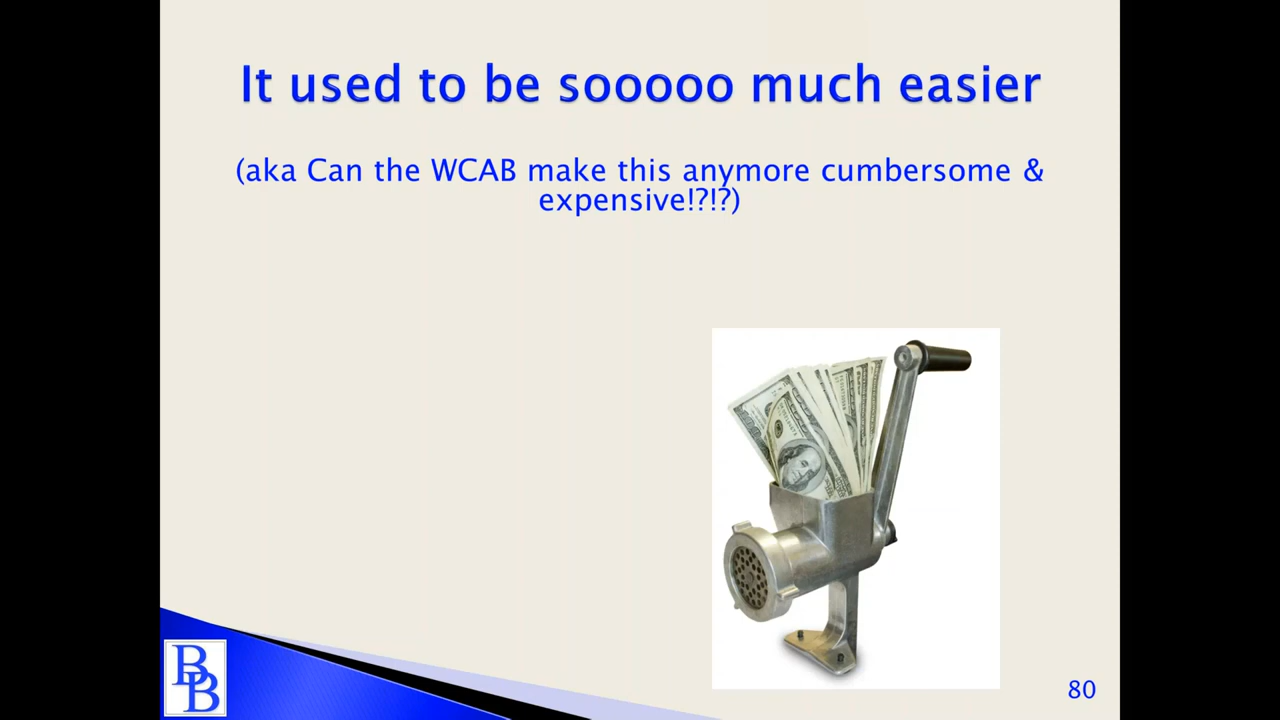 It used to be sooooo much easier
(aka Can the WCAB make this anymore cumbersome &
expensive!?!?)
BB
80